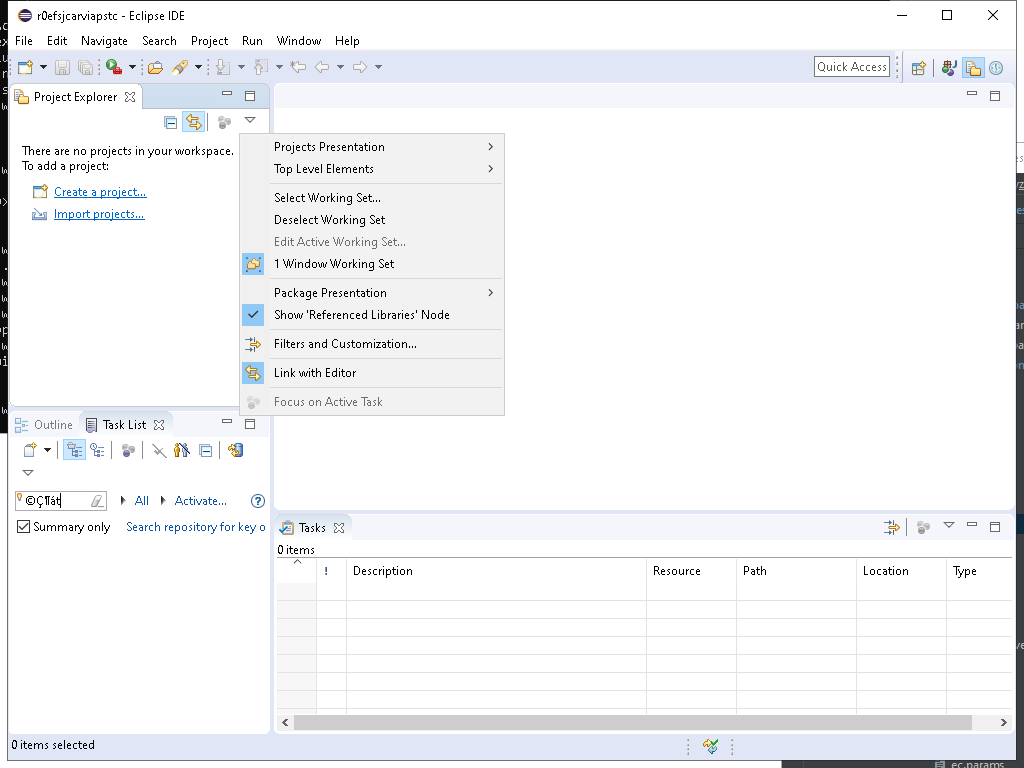 r0efsjcarviapstc - Eclipse IDE
File Edit Navigate Search Project Run Window Help
Quick Access
Project Explorer
There are no projects in your workspace.
To add a project:
Create a project...
Import projects...
Projects Presentation
Top Level Elements
Select Working Set...
Deselect Working Set
Edit Active Working Set...
1 Window Working Set
Package Presentation
Show 'Referenced Libraries' Node
Filters and Customization...
Link with Editor
Focus on Active Task
Outline Task List
©Ç¶át All Activate...
Summary only Search repository for key o
Tasks
0 items
! Description Resource Path Location Type
0 items selected
ec.params